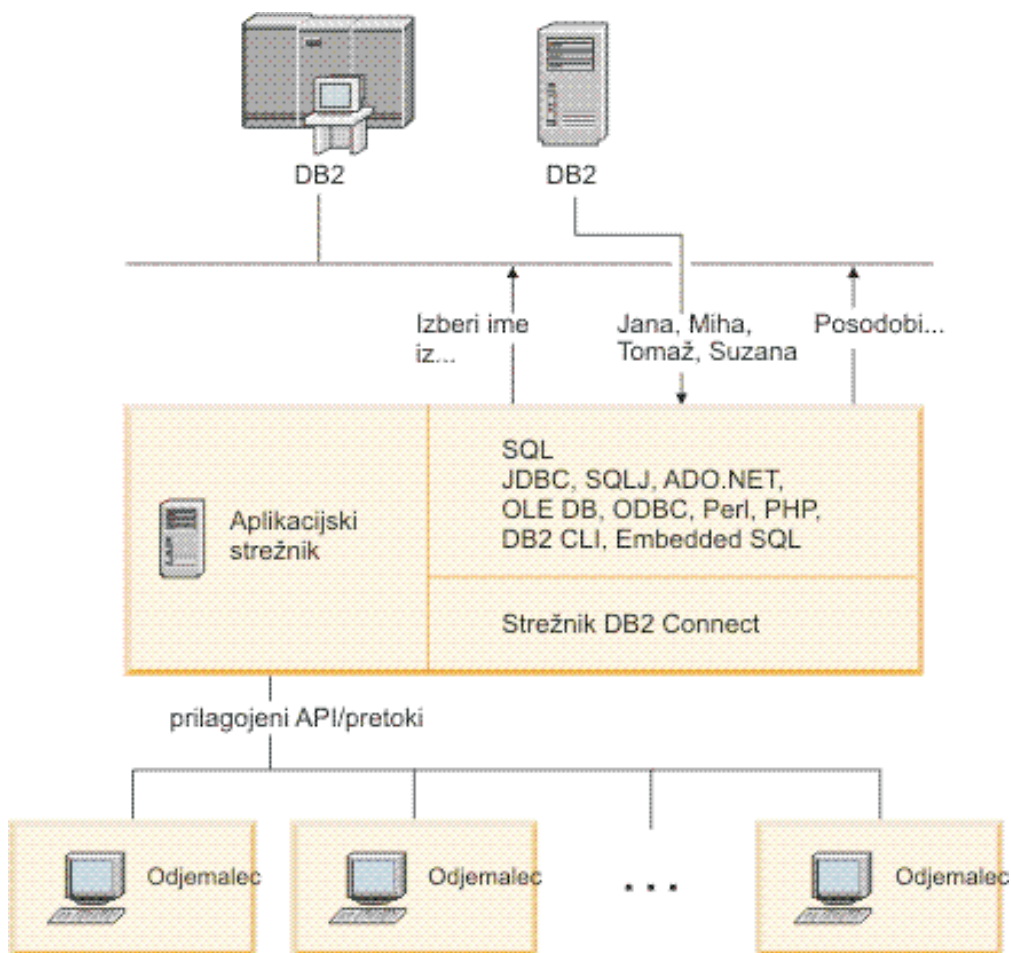 DB2
DB2
Izberi ime
iz...
Jana, Miha,
Tomaž, Suzana
Posodobi...
Aplikacijski
strežnik
SQL
JDBC, SQLJ, ADO.NET,
OLE DB, ODBC, Perl, PHP,
DB2 CLI, Embedded SQL
Strežnik DB2 Connect
prilagojeni API/pretoki
Odjemalec
Odjemalec
...
Odjemalec